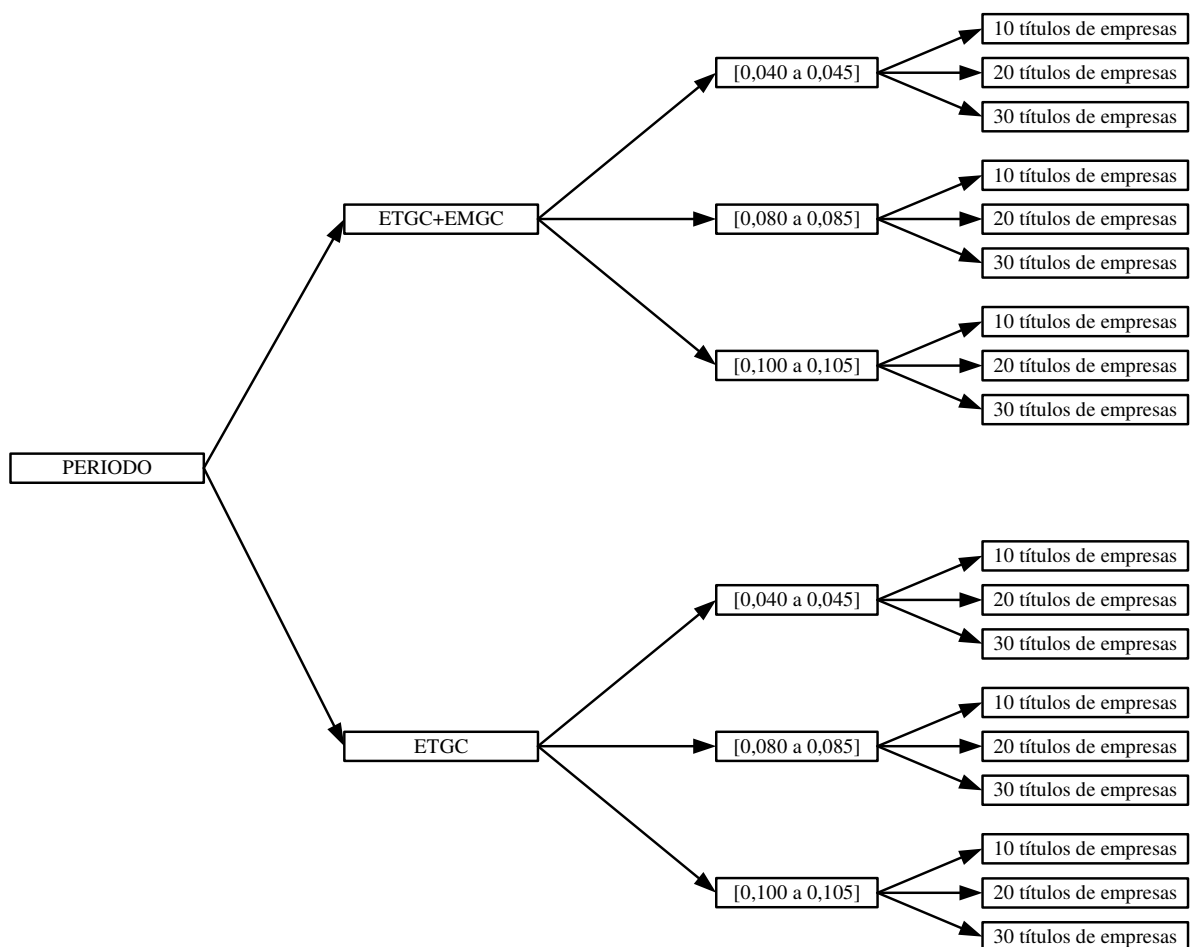 10 títulos de empresas
[0,040 a 0,045]
20 títulos de empresas
30 títulos de empresas
10 títulos de empresas
ETGC+EMGC
[0,080 a 0,085]
20 títulos de empresas
30 títulos de empresas
10 títulos de empresas
[0,100 a 0,105]
20 títulos de empresas
30 títulos de empresas
PERIODO
10 títulos de empresas
[0,040 a 0,045]
20 títulos de empresas
30 títulos de empresas
10 títulos de empresas
ETGC
[0,080 a 0,085]
20 títulos de empresas
30 títulos de empresas
10 títulos de empresas
[0,100 a 0,105]
20 títulos de empresas
30 títulos de empresas